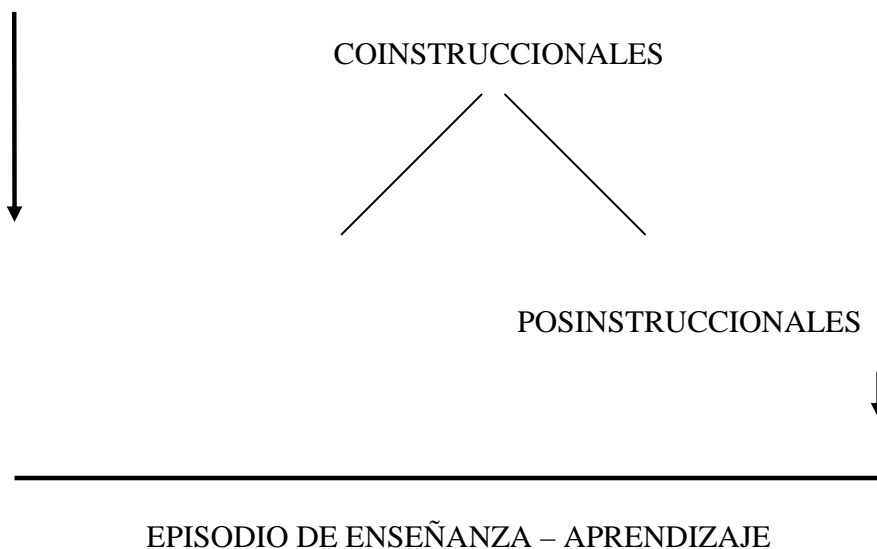 COINSTRUCCIONALES
POSINSTRUCCIONALES
EPISODIO DE ENSEÑANZA – APRENDIZAJE